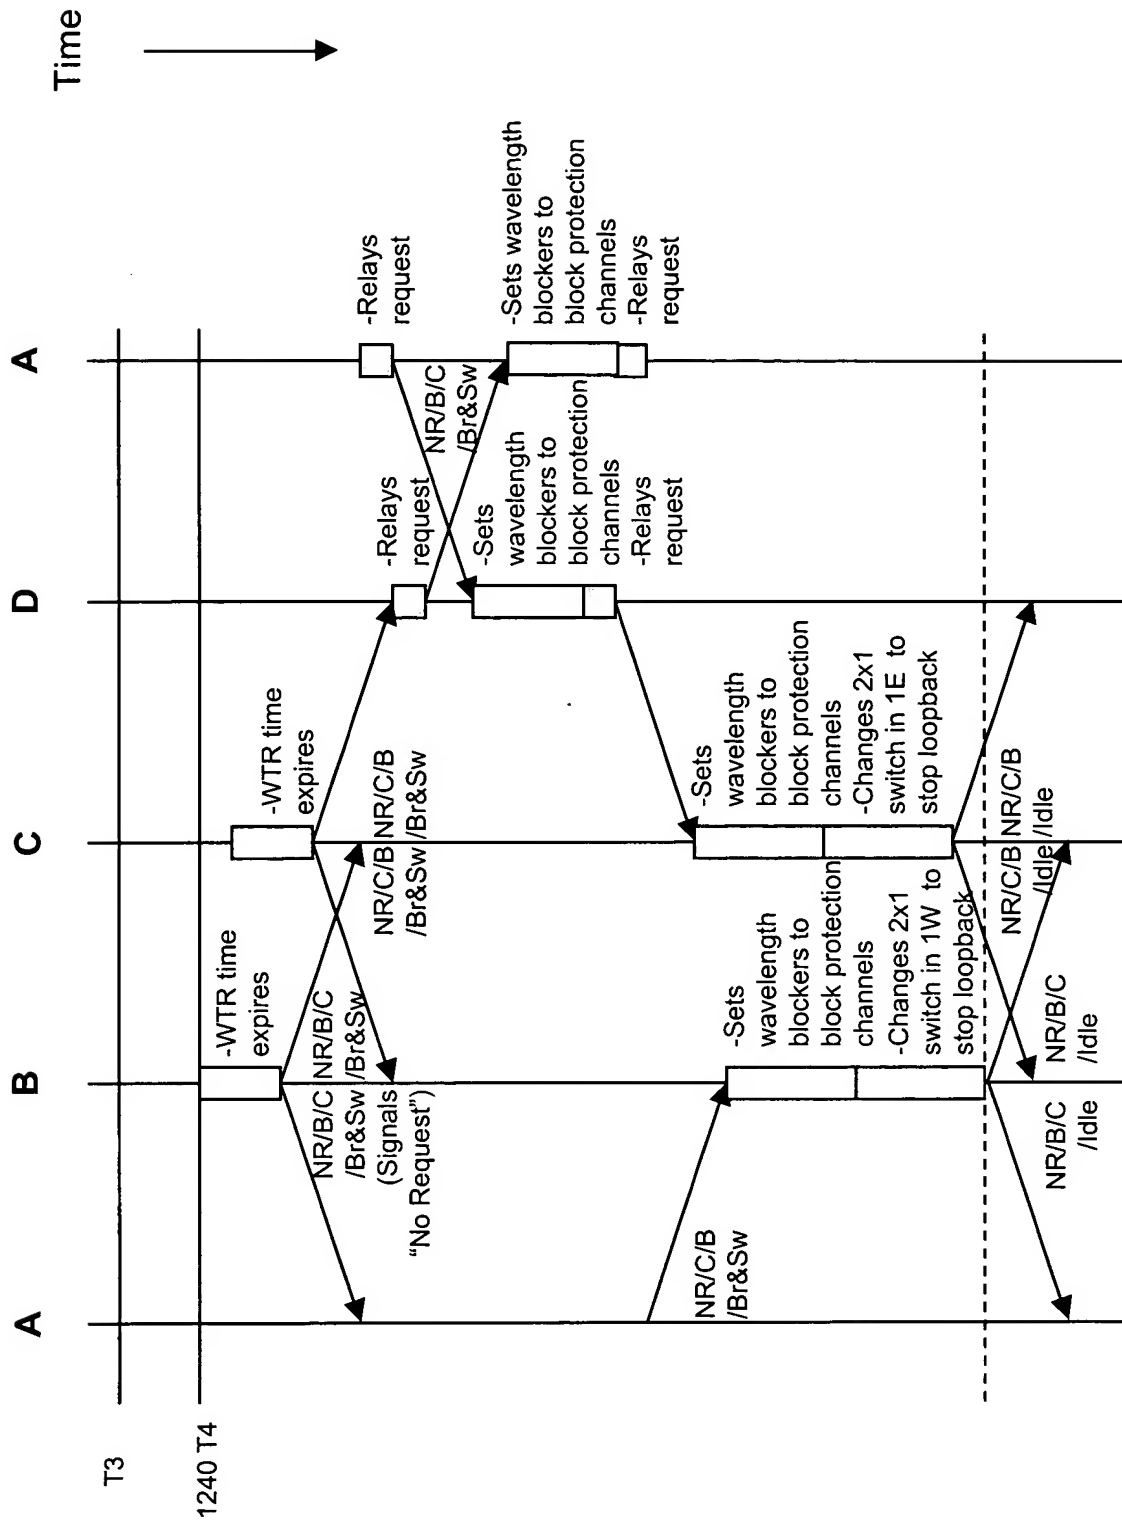 Time
A
B
C
D
A
T3
1240 T4
-WTR time
expires
-WTR time
expires
NR/B/C
/Br&Sw
(Signals
“No Request”)
NR/B/C
/Br&Sw
NR/C/B
/Br&Sw
NR/C/B
/Br&Sw
-Relays
request
-Relays
request
NR/B/C
/Br&Sw
-Sets
wavelength
blockers to
block protection
channels
-Relays
request
-Sets wavelength
blockers to
block protection
channels
-Relays
request
NR/C/B
/Br&Sw
-Sets
wavelength
blockers to
block protection
channels
-Changes 2x1
switch in 1W to
stop loopback
-Sets
wavelength
blockers to
block protection
channels
-Changes 2x1
switch in 1E to
stop loopback
NR/B/C
/Idle
NR/B/C
/Idle
NR/C/B
/Idle
NR/C/B
/Idle